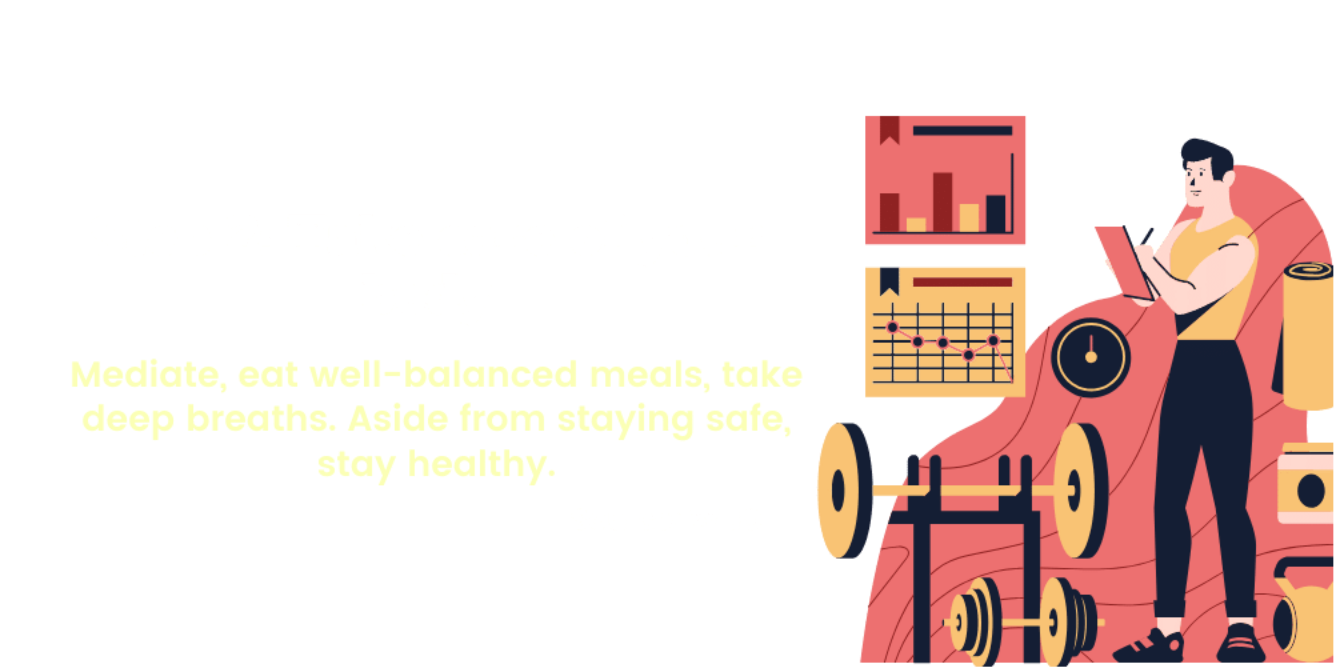 Mediate, eat well-balanced meals, take
deep breaths. Aside from staying safe,
stay healthy.